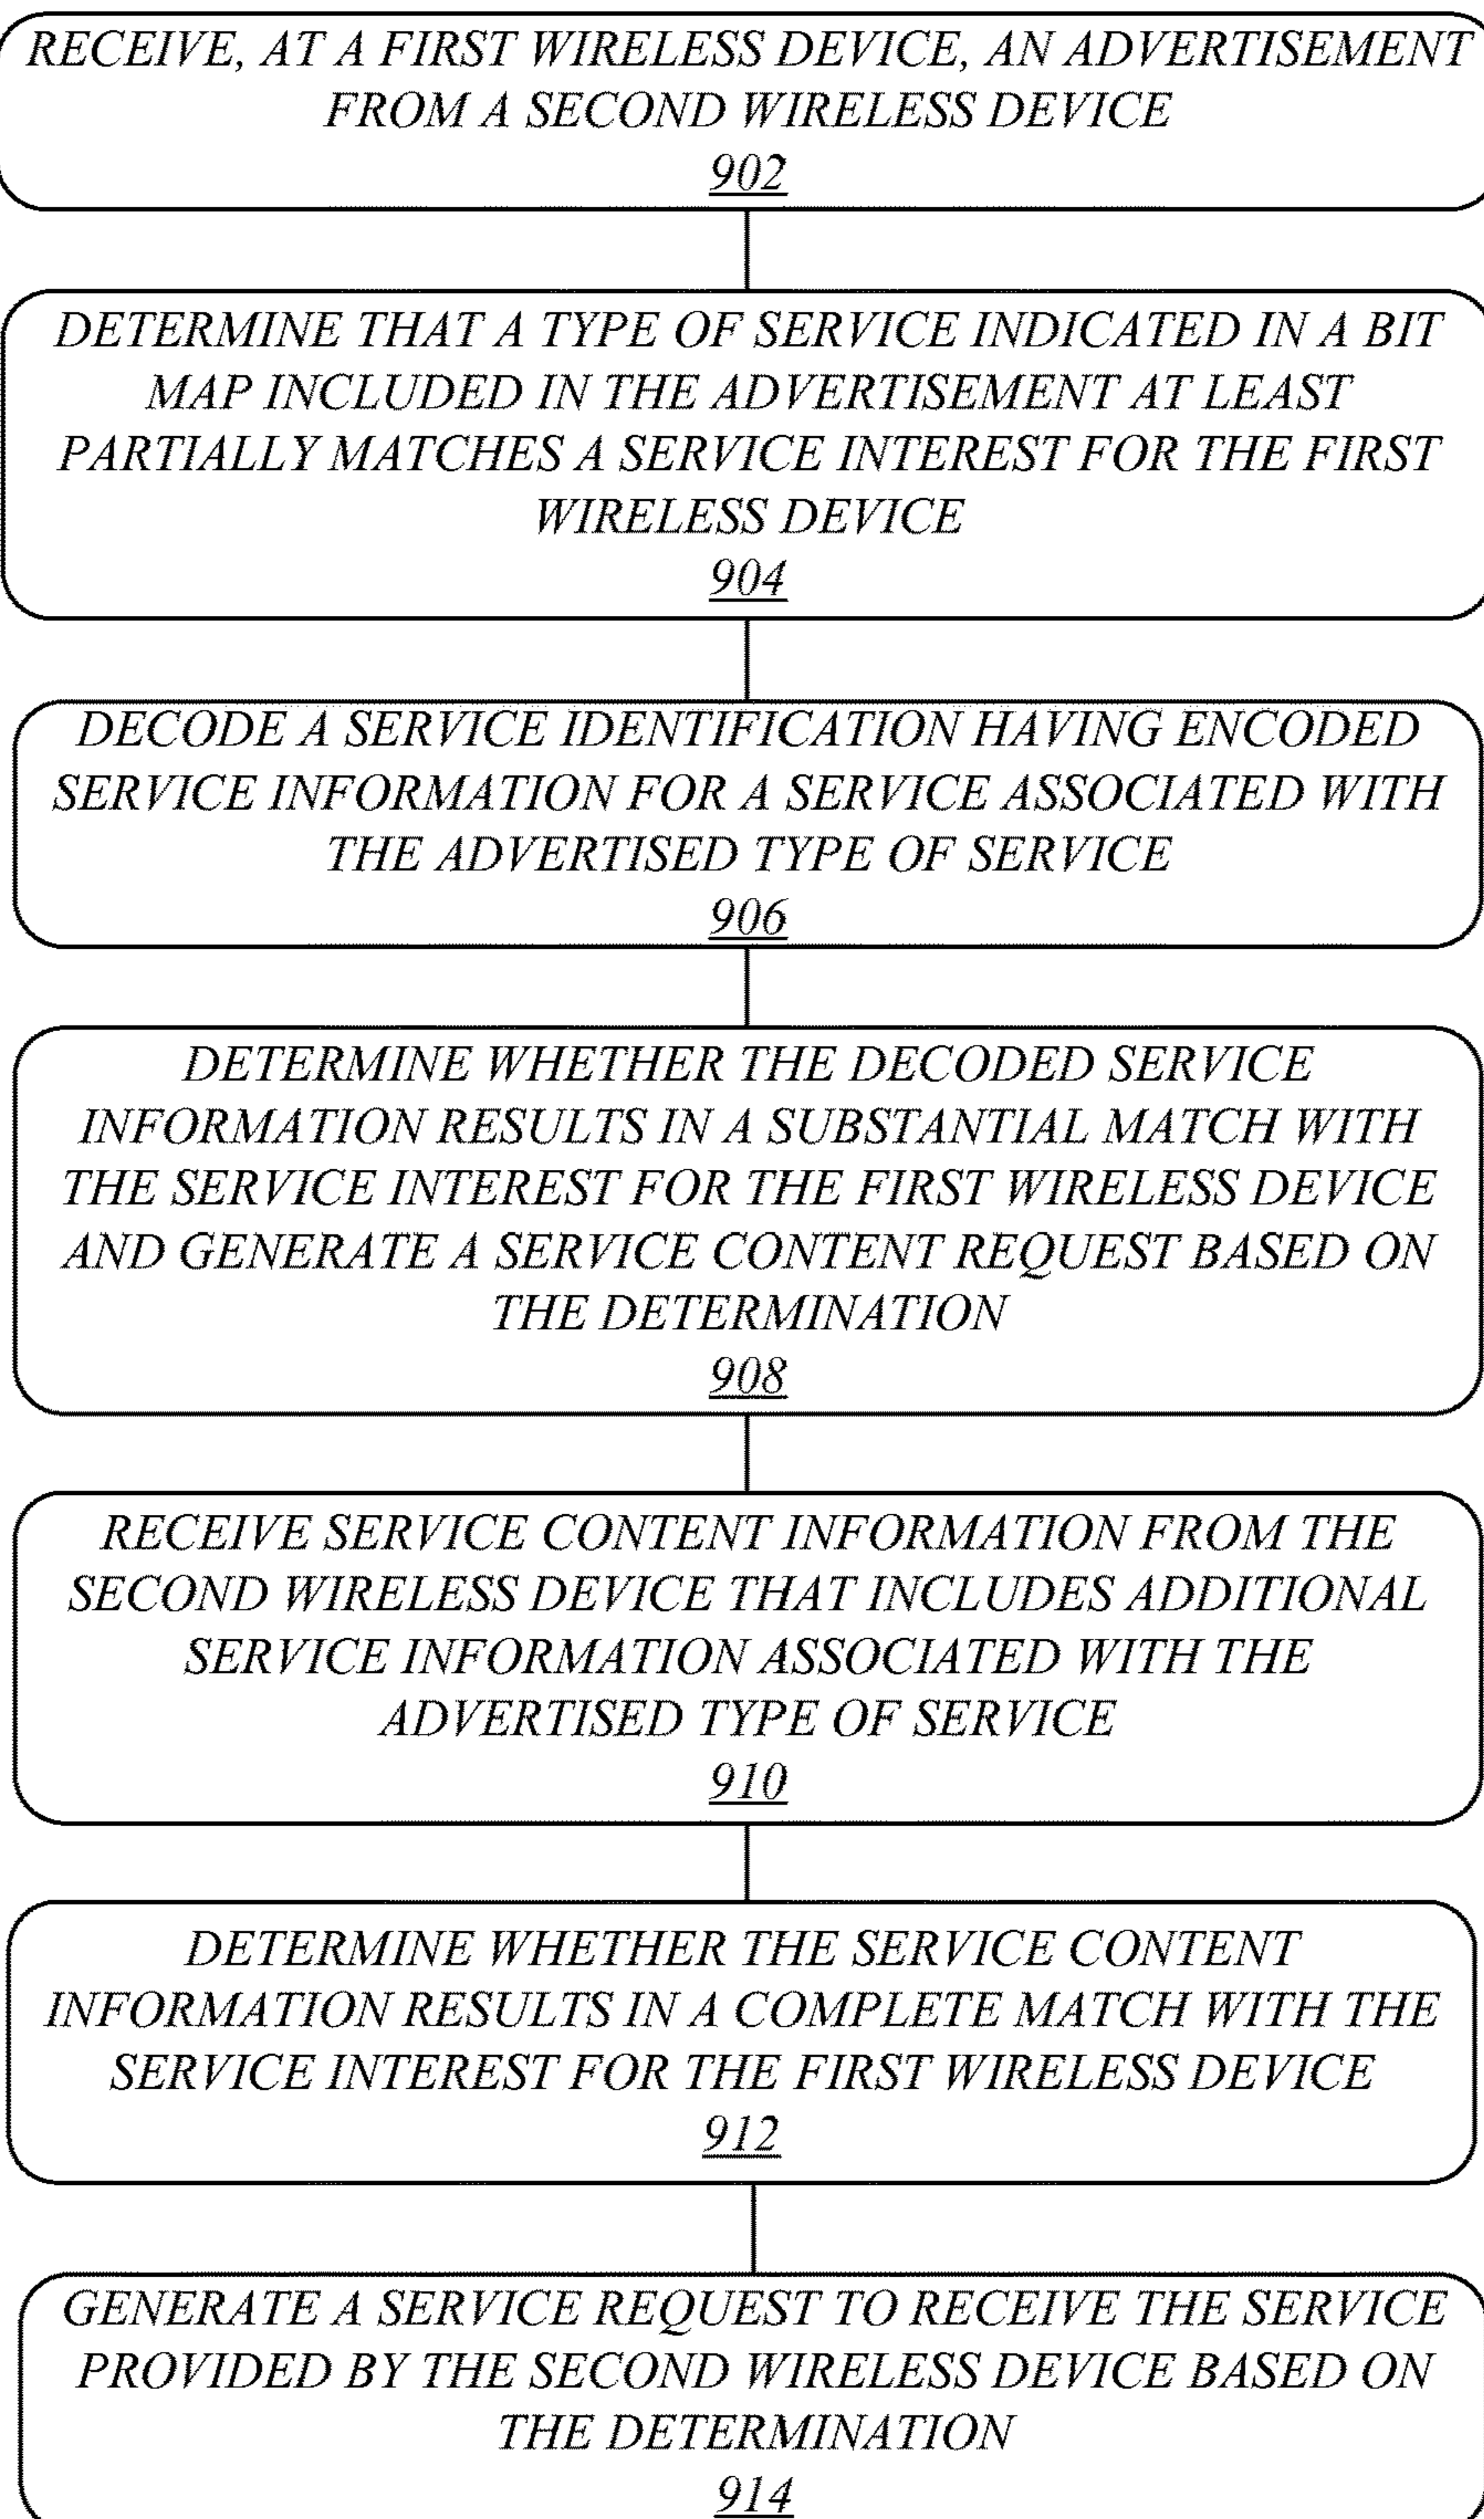 RECEIVE, AT A FIRST WIRELESS DEVICE, AN ADVERTISEMENT
FROM A SECOND WIRELESS DEVICE
902
DETERMINE THAT A TYPE OF SERVICE INDICATED IN A BIT
MAP INCLUDED IN THE ADVERTISEMENT AT LEAST
PARTIALLY MATCHES A SERVICE INTEREST FOR THE FIRST
WIRELESS DEVICE
904
DECODE A SERVICE IDENTIFICATION HAVING ENCODED
SERVICE INFORMATION FOR A SERVICE ASSOCIATED WITH
THE ADVERTISED TYPE OF SERVICE
906
DETERMINE WHETHER THE DECODED SERVICE
INFORMATION RESULTS IN A SUBSTANTIAL MATCH WITH
THE SERVICE INTEREST FOR THE FIRST WIRELESS DEVICE
AND GENERATE A SERVICE CONTENT REQUEST BASED ON
THE DETERMINATION
908
RECEIVE SERVICE CONTENT INFORMATION FROM THE
SECOND WIRELESS DEVICE THAT INCLUDES ADDITIONAL
SERVICE INFORMATION ASSOCIATED WITH THE
ADVERTISED TYPE OF SERVICE
910
DETERMINE WHETHER THE SERVICE CONTENT
INFORMATION RESULTS IN A COMPLETE MATCH WITH THE
SERVICE INTEREST FOR THE FIRST WIRELESS DEVICE
912
GENERATE A SERVICE REQUEST TO RECEIVE THE SERVICE
PROVIDED BY THE SECOND WIRELESS DEVICE BASED ON
THE DETERMINATION
914